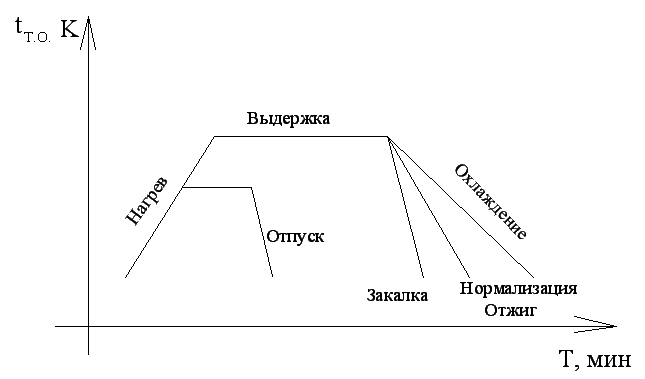 tТ.О. К
Выдержка
Нагрев
Охлаждение
Отпуск
Закалка
Нормализация
Отжиг
Т, мин